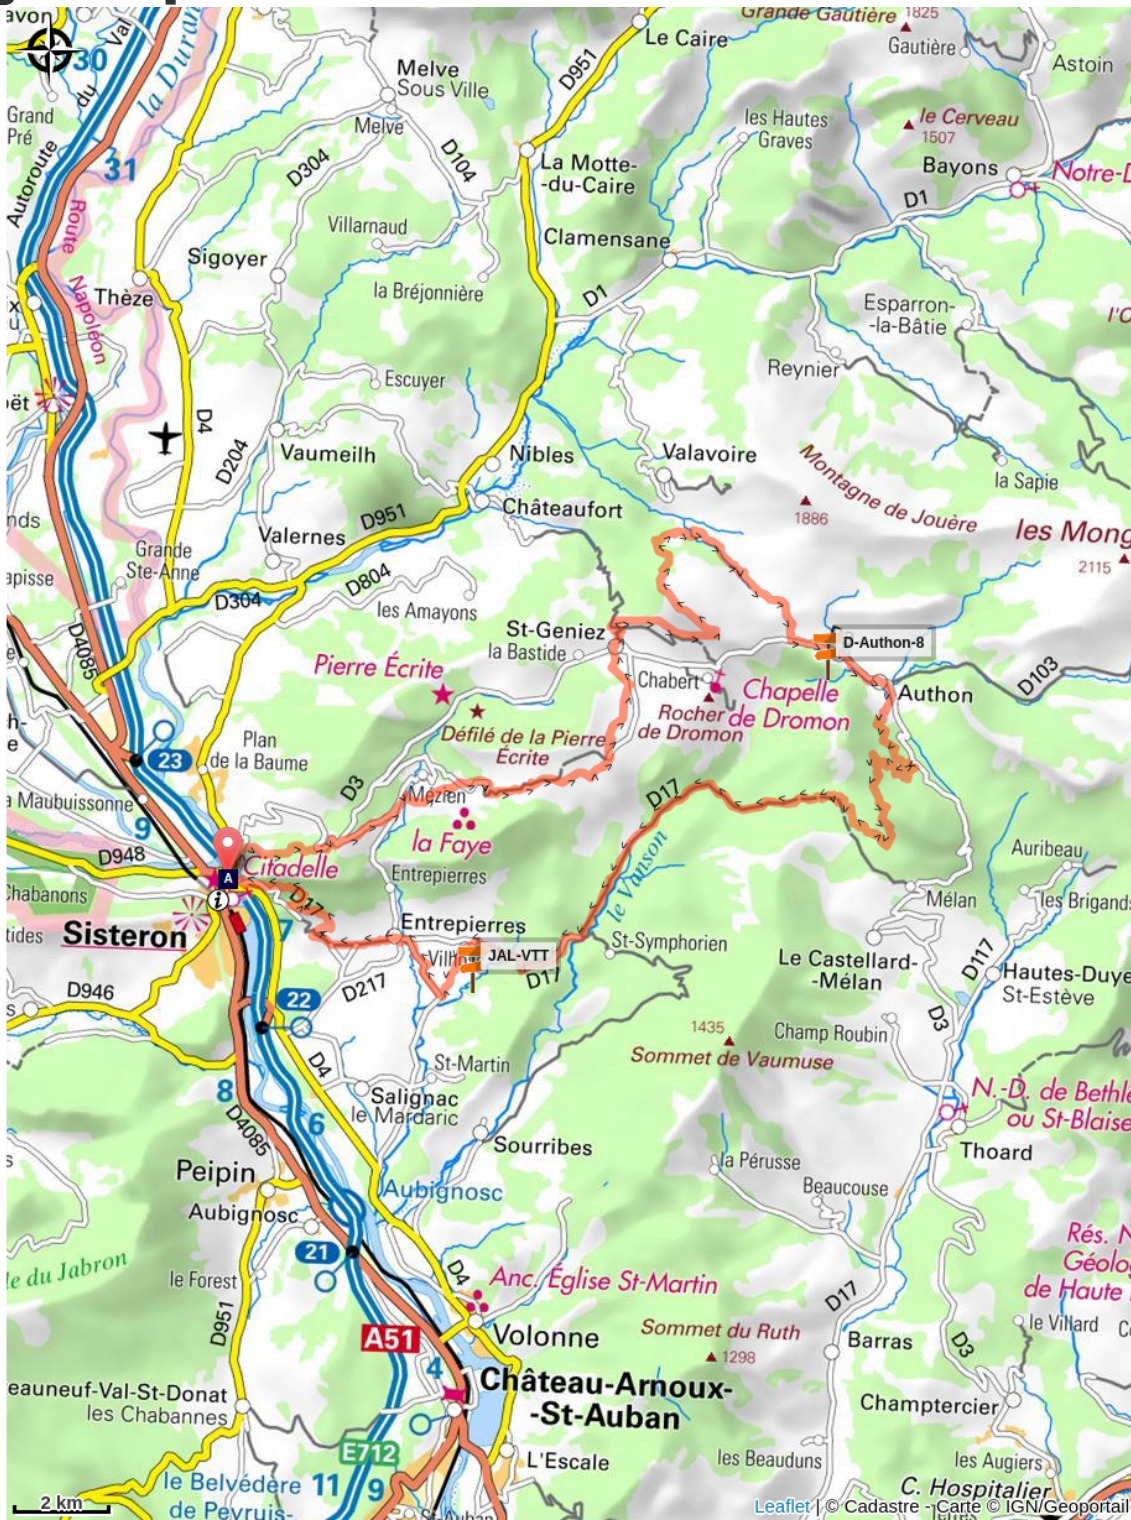 30
Val
du
la Duran
Grand
Pré
Autoroute
31
Melve
Sous Ville
Melve
D304
D104
D951
Le Caire
Grande Gautière
1825
Gautière
Astoin
le Cerveau
1507
les Hautes
Graves
Bayons
Notre-D
D1
La Motte-
-du-Caire
Clamensane
D1
Villarnaud
la Bréjonnière
Sigoyer
Thèze
Route
Napoléon
Escuyer
D4
D204
Vaumeilh
Esparron-
-la-Bâtie
Reynier
la Sapie
Nibles
Valavoire
Montagne de Jouère
1886
les Mong
2115
Châteaufort
D951
Valernes
Grande
Ste-Anne
D304
D804
les Amayons
D4085
St-Geniez
la Bastide
Pierre Écrite
Défilé de la Pierre
Écrite
Chabert
Chapelle
de Dromon
Rocher
de Dromon
D-Authon-8
Authon
D103
23
Plan
de la Baume
D3
Mézien
la Faye
a Maubuissonne
9
D948
Chabanons
Citadelle
A
i
Sisteron
7
D17
Entrepierres
Entrepierres
JAL-VTT
D17
D17
le Vanson
St-Symphorien
Auribeau
les Brigands
Mélan
Le Castellard-
-Mélan
D117
Hautes-Duye
St-Estève
D3
Champ Roubin
1435
Sommet de Vaumuse
D946
22
D217
D4
8
6
D4085
St-Martin
Salignac
le Mardaric
Sourribes
N.-D. de Bethle
ou St-Blaise
Thoard
la Pérusse
Beaucouse
Peipin
Aubignosc
Aubignosc
21
le Forest
le du Jabron
D951
D4
Anc. Église St-Martin
Volonne
A51
4
Sommet du Ruth
1298
D17
Barras
D3
Rés. N
Géolog
de Haute
le Villard
Château-Arnoux-
-St-Auban
eauneuf-Val-St-Donat
les Chabannes
E712
L'Escale
les Beauduns
Champtercier
les Augiers
C. Hospitalier
le Belvédère
de Peyruis-
11
9
St-Auban
2 km
Leaflet | © Cadastre - Carte © IGN/Geoportail